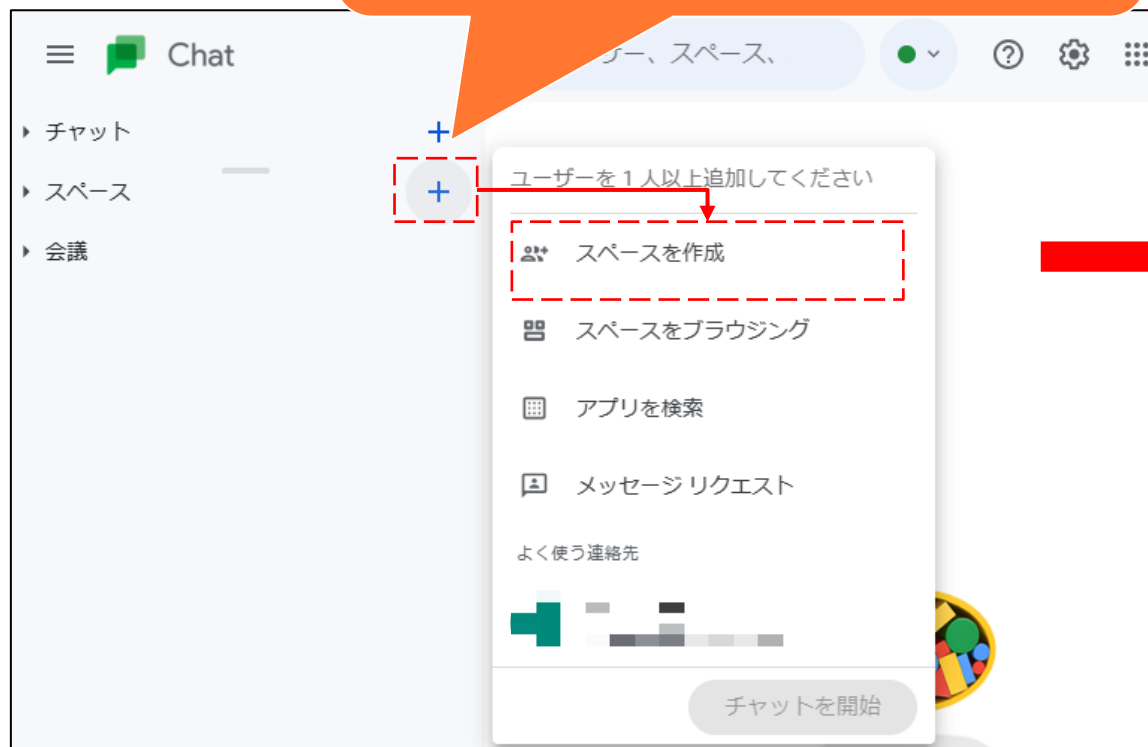 Chat
ザー、スペース、
チャット
スペース
会議
ユーザーを 1 人以上追加してください
スペースを作成
スペースをブラウジング
アプリを検索
メッセージ リクエスト
よく使う連絡先
チャットを開始